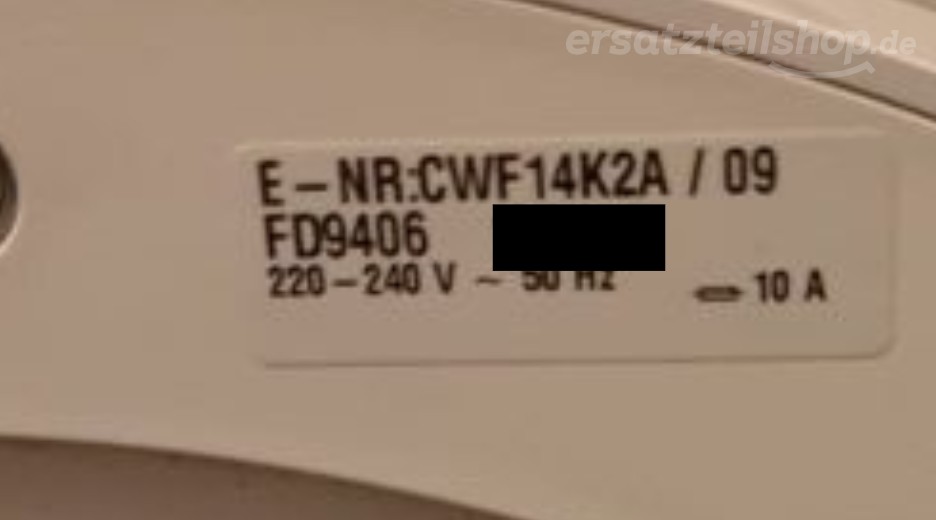 ersatzteilshop.de
E-NR:CWF14K2A / 09
FD9406
220-240 V ~ 50 Hz 10 A